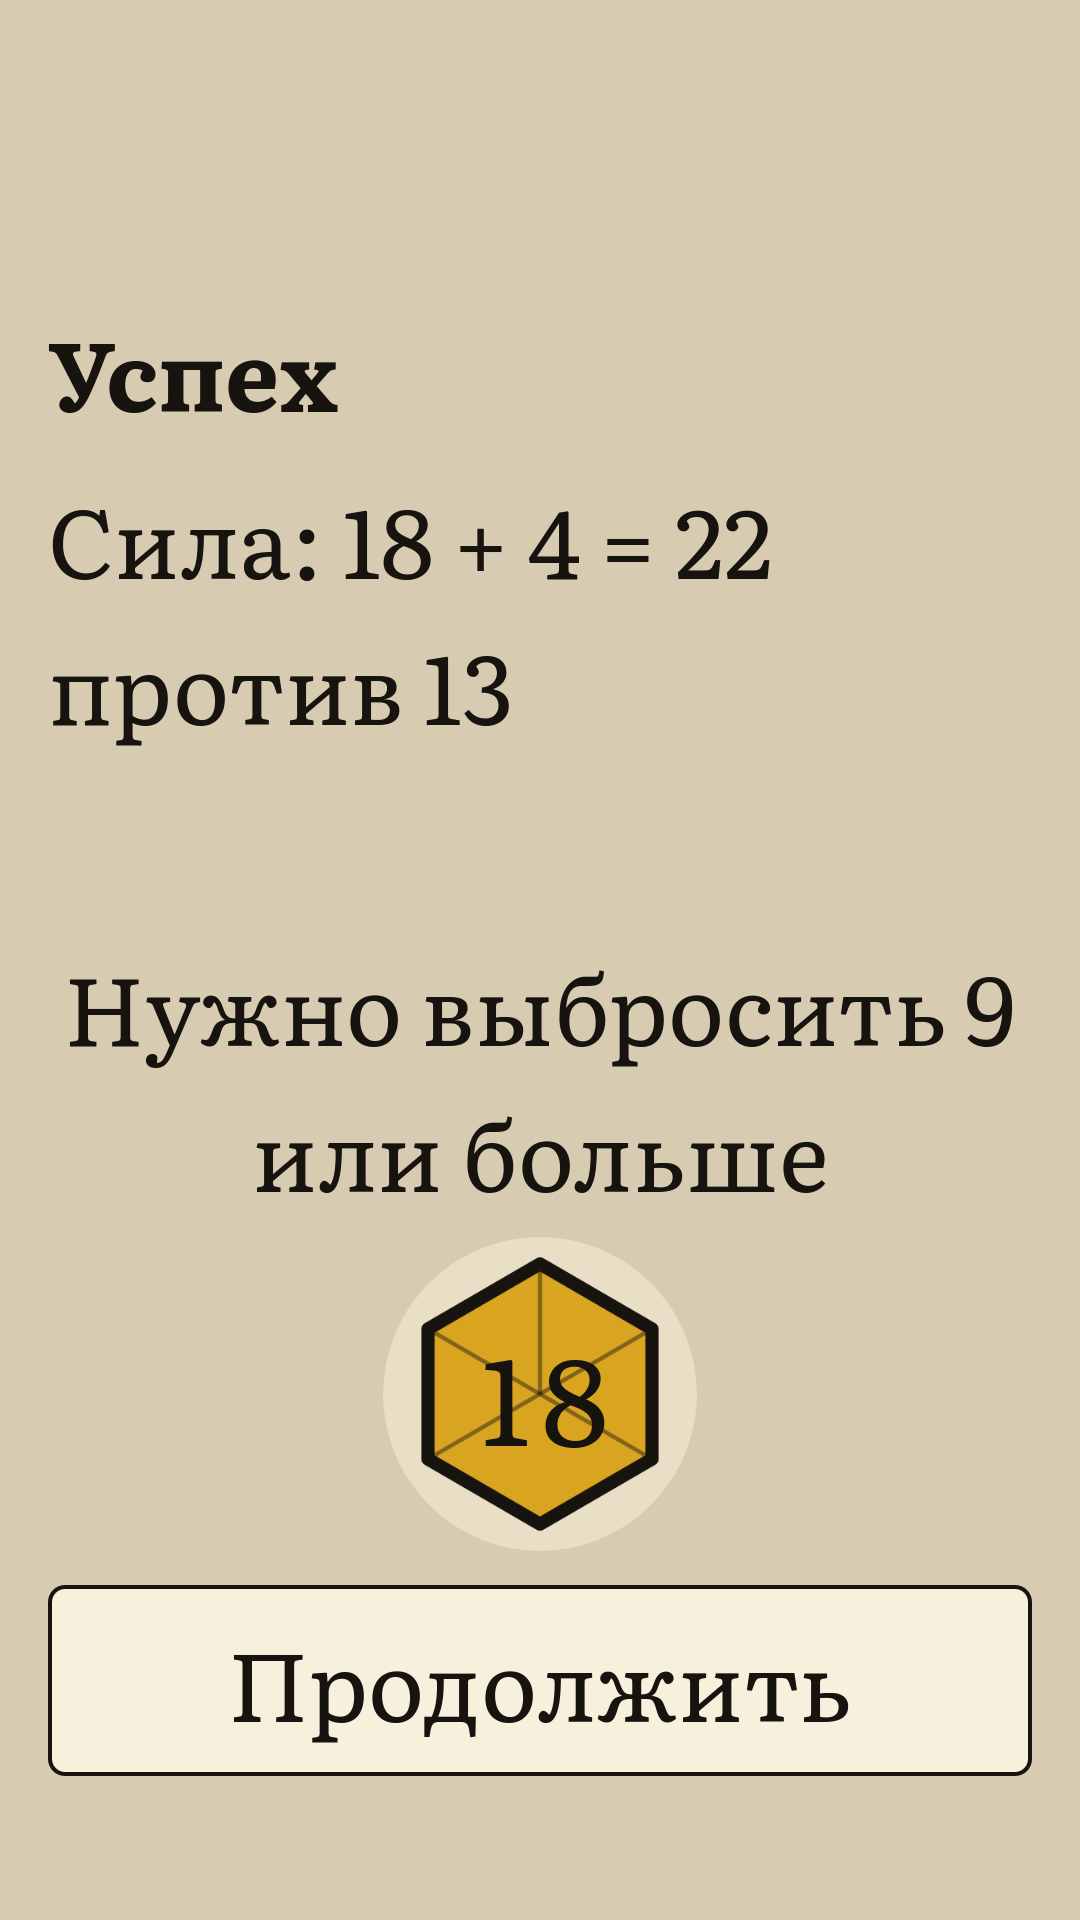 Успех
Сила: 18 + 4 = 22
против 13
Нужно выбросить 9
или больше
18
Продолжить